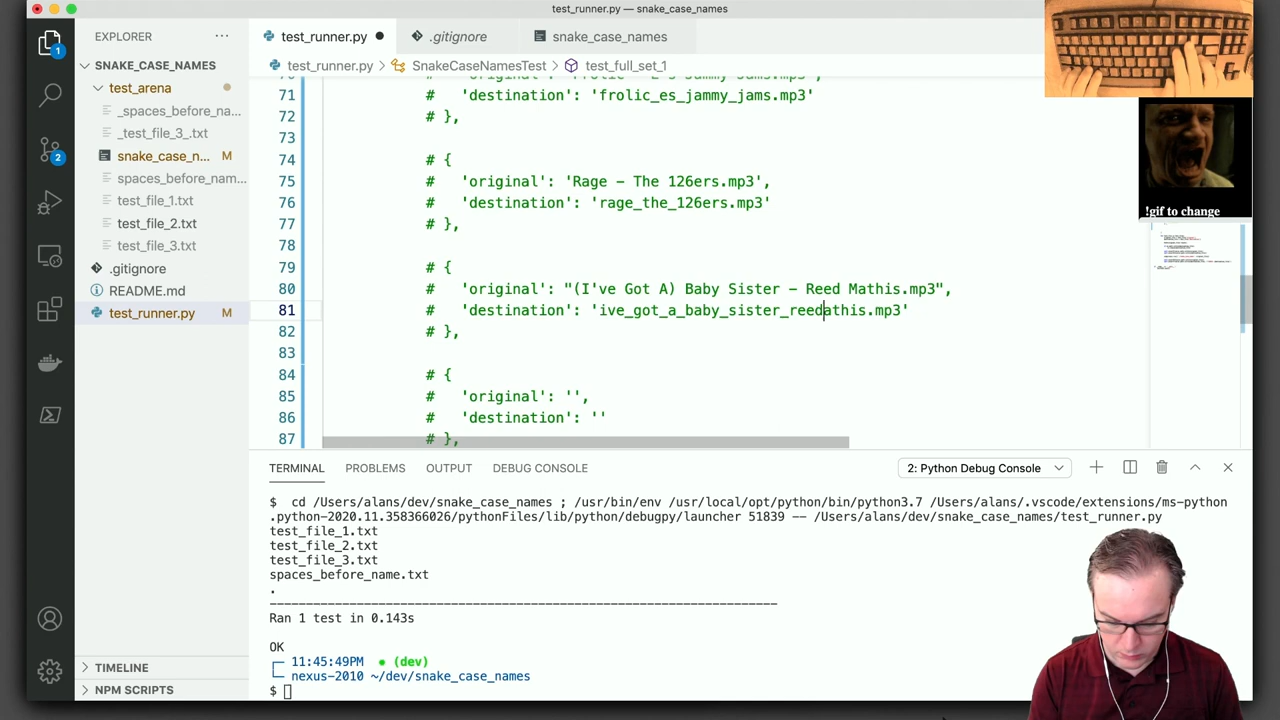 test_runner.py — snake_case_names
EXPLORER
test_runner.py
.gitignore
snake_case_names
SNAKE_CASE_NAMES
test_runner.py > SnakeCaseNamesTest > test_full_set_1
test_arena
_spaces_before_na...
_test_file_3_.txt
snake_case_n... M
spaces_before_nam...
test_file_1.txt
test_file_2.txt
test_file_3.txt
.gitignore
README.md
test_runner.py M
1
2
71 # 'destination': 'frolic_es_jammy_jams.mp3'
72 # },
73
74 # {
75 # 'original': 'Rage – The 126ers.mp3',
76 # 'destination': 'rage_the_126ers.mp3'
77 # },
78
79 # {
80 # 'original': "(I've Got A) Baby Sister – Reed Mathis.mp3",
81 # 'destination': 'ive_got_a_baby_sister_reedathis.mp3'
82 # },
83
84 # {
85 # 'original': '',
86 # 'destination': ''
87 # },
!gif to change
TERMINAL PROBLEMS OUTPUT DEBUG CONSOLE
2: Python Debug Console
$ cd /Users/alans/dev/snake_case_names ; /usr/bin/env /usr/local/opt/python/bin/python3.7 /Users/alans/.vscode/extensions/ms-python
.python-2020.11.358366026/pythonFiles/lib/python/debugpy/launcher 51839 -- /Users/alans/dev/snake_case_names/test_runner.py
test_file_1.txt
test_file_2.txt
test_file_3.txt
spaces_before_name.txt
.
----------------------------------------------------------------------
Ran 1 test in 0.143s
OK
11:45:49PM ● (dev)
nexus-2010 ~/dev/snake_case_names
$
TIMELINE
NPM SCRIPTS